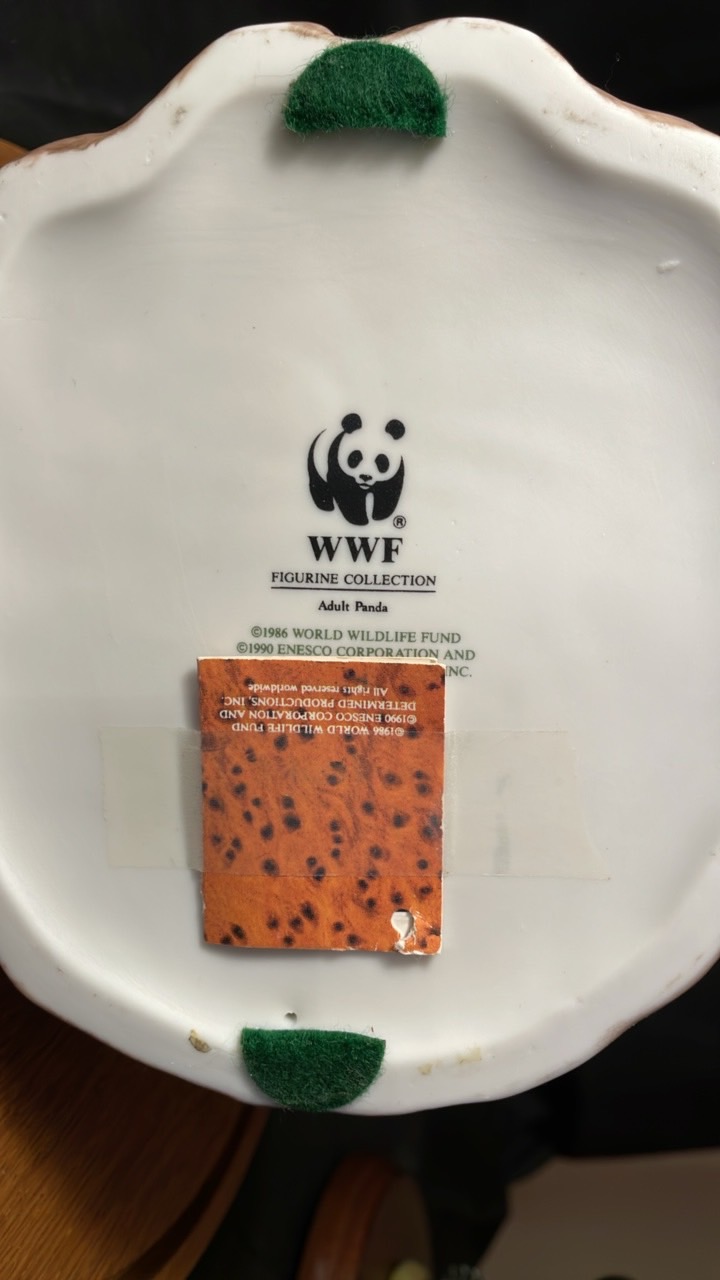 ®
WWF
FIGURINE COLLECTION
Adult Panda
©1986 WORLD WILDLIFE FUND
©1990 ENESCO CORPORATION AND
INC.
©1986 WORLD WILDLIFE FUND
©1990 ENESCO CORPORATION AND
DETERMINED PRODUCTIONS, INC.
All rights reserved worldwide